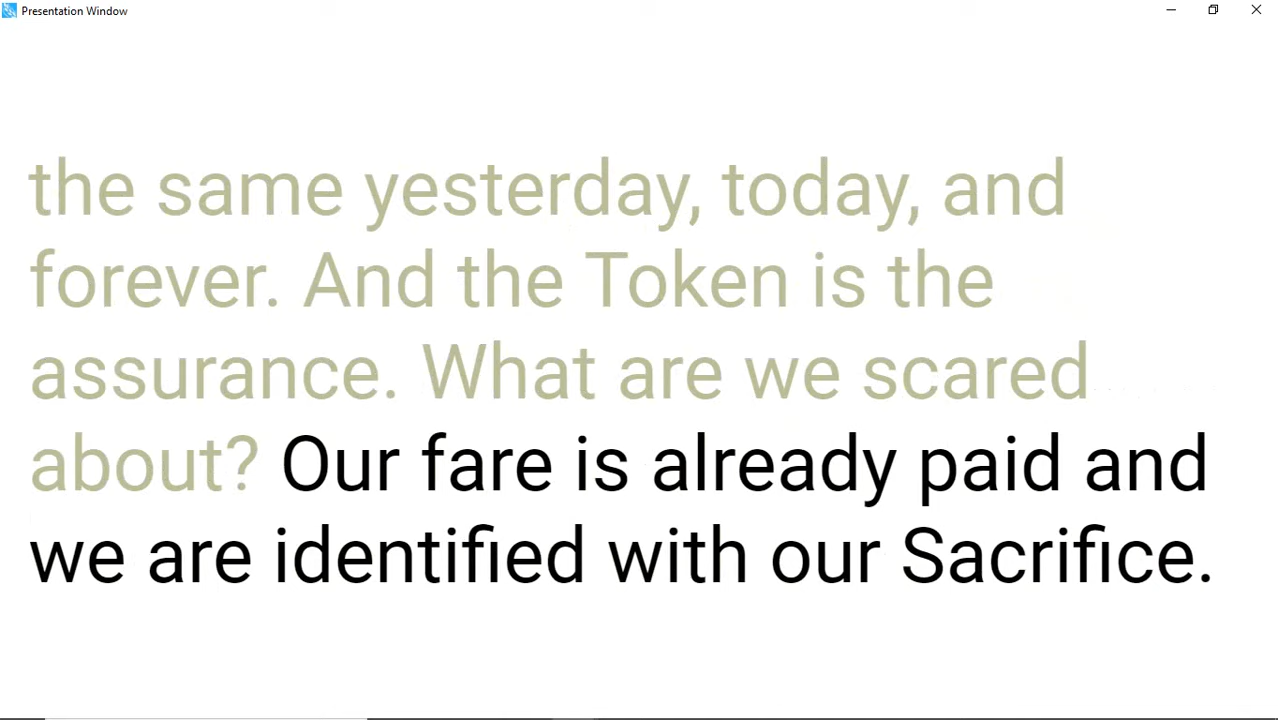 Presentation Window
the same yesterday, today, and
forever. And the Token is the
assurance. What are we scared
about? Our fare is already paid and
we are identified with our Sacrifice.